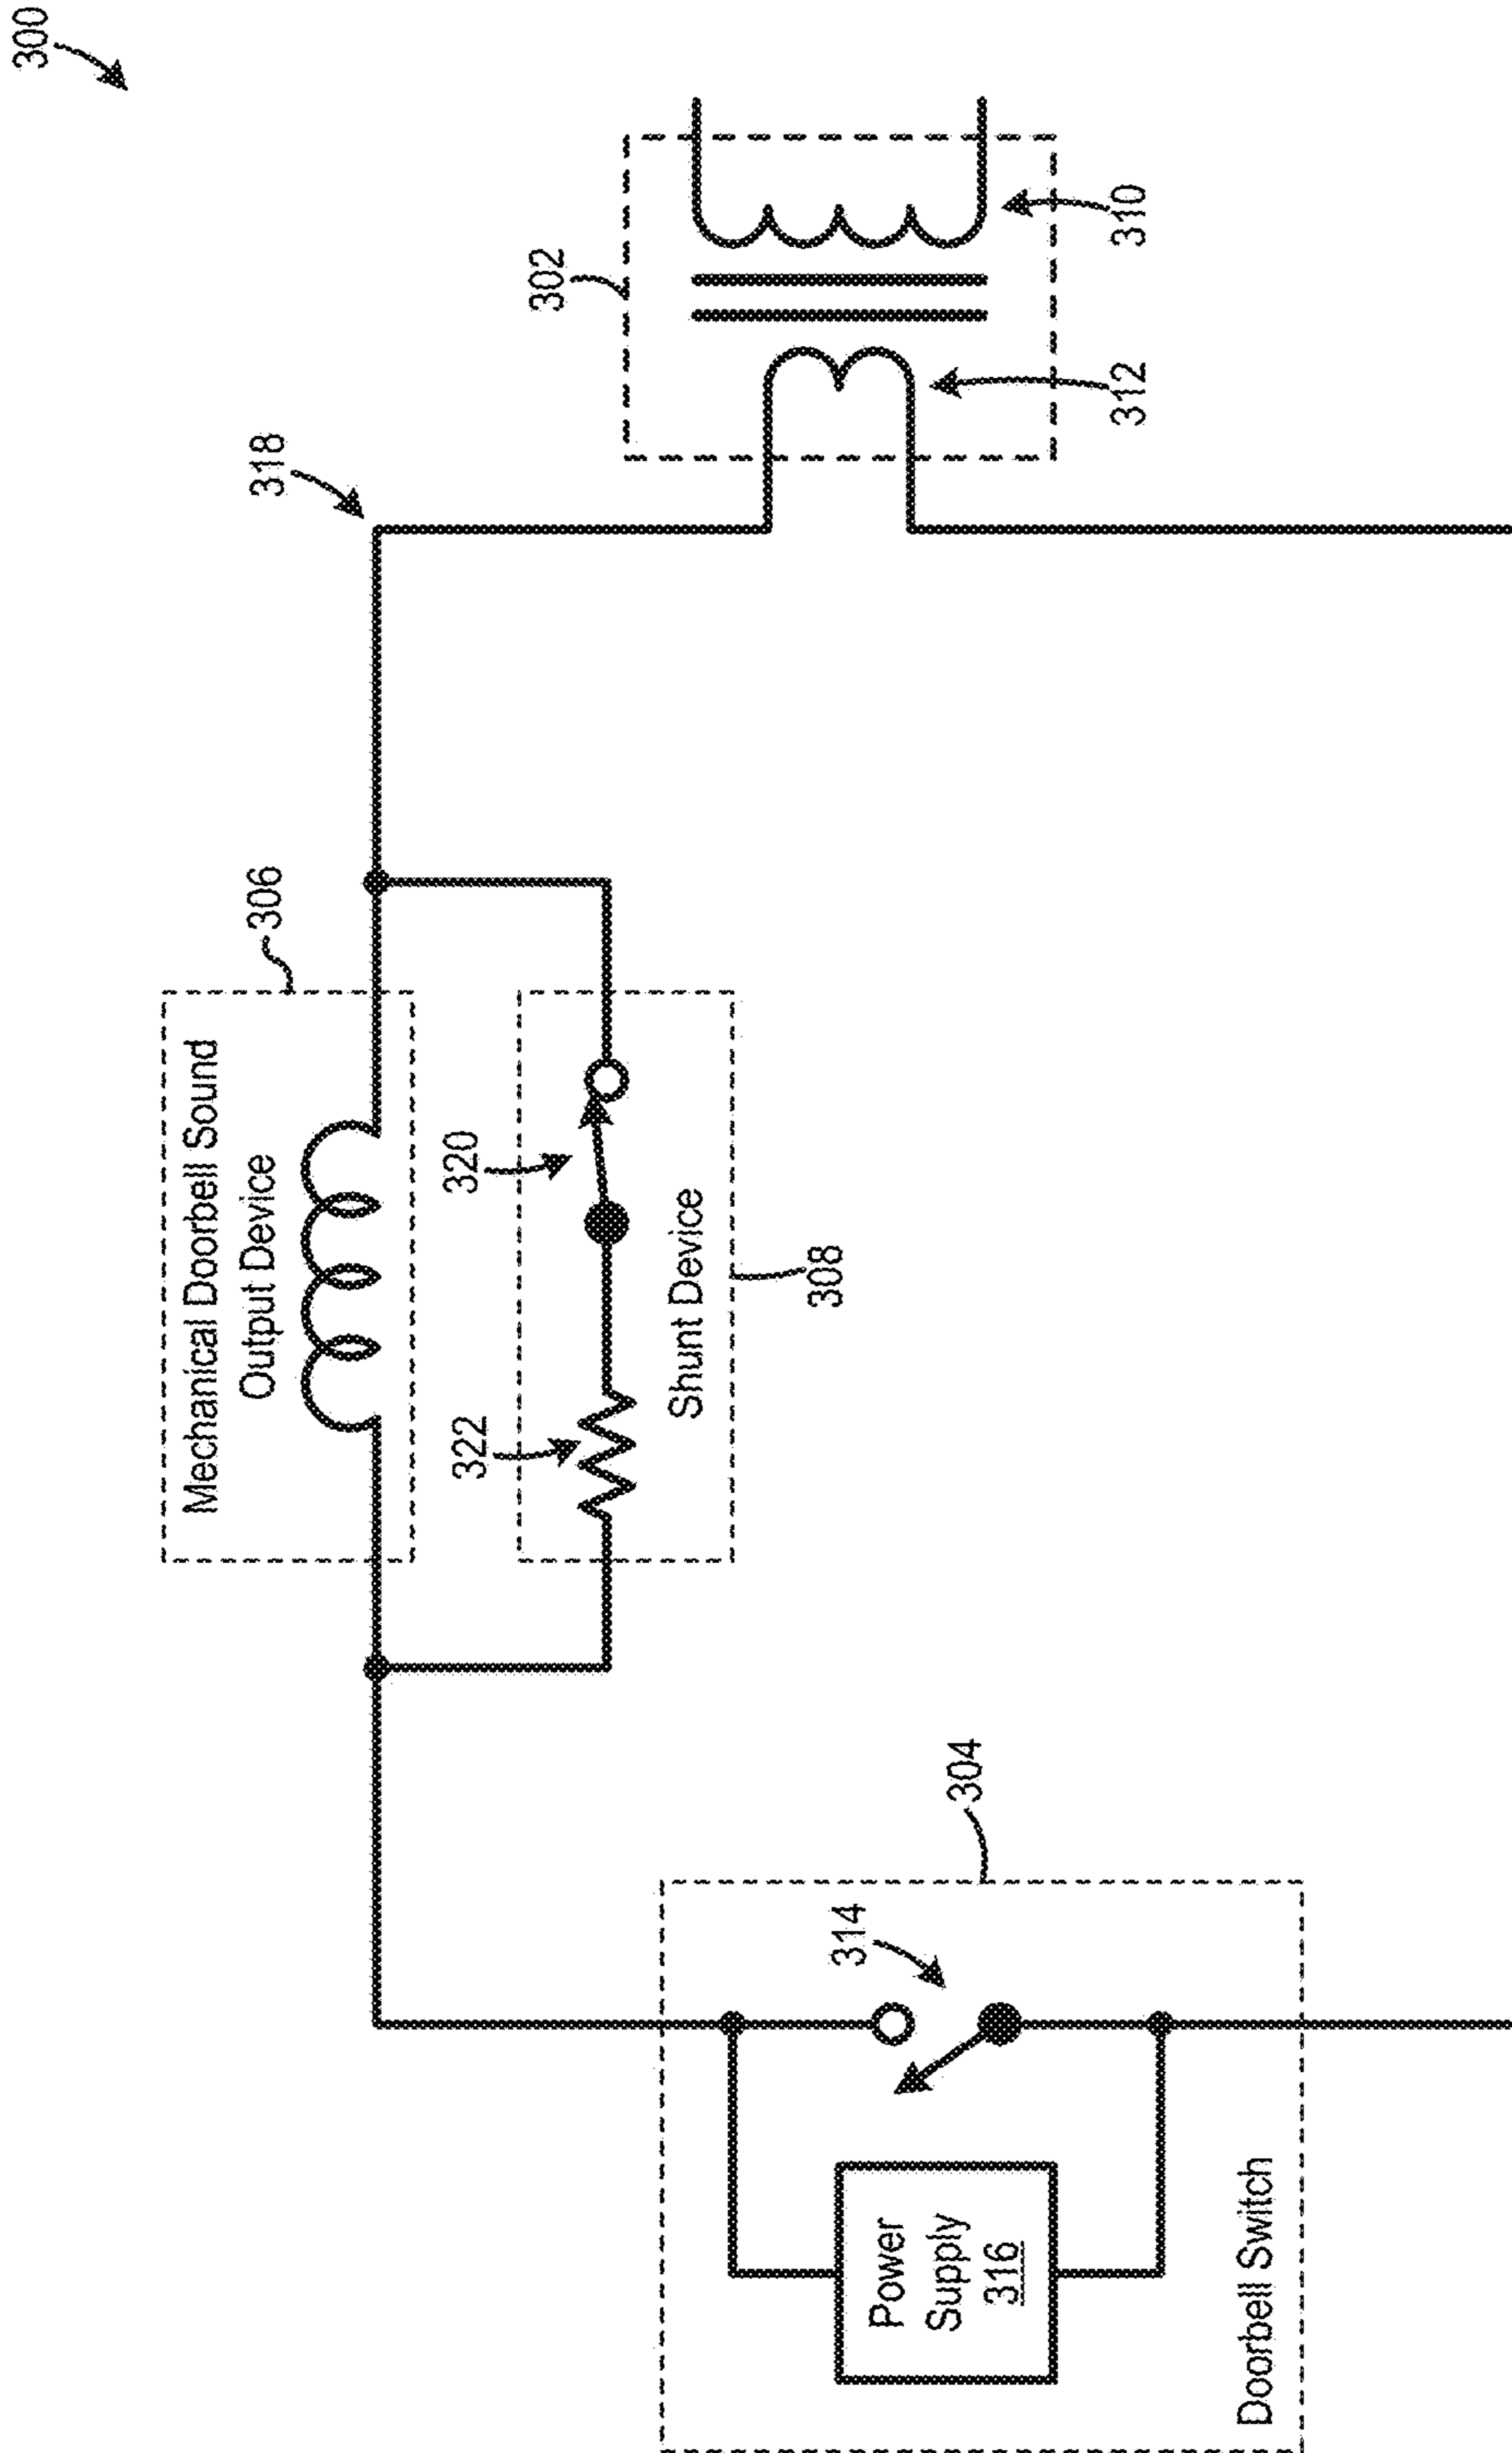 300
302
310
312
318
306
Mechanical Doorbell Sound
Output Device
320
322
Shunt Device
308
304
314
Power
Supply
316
Doorbell Switch